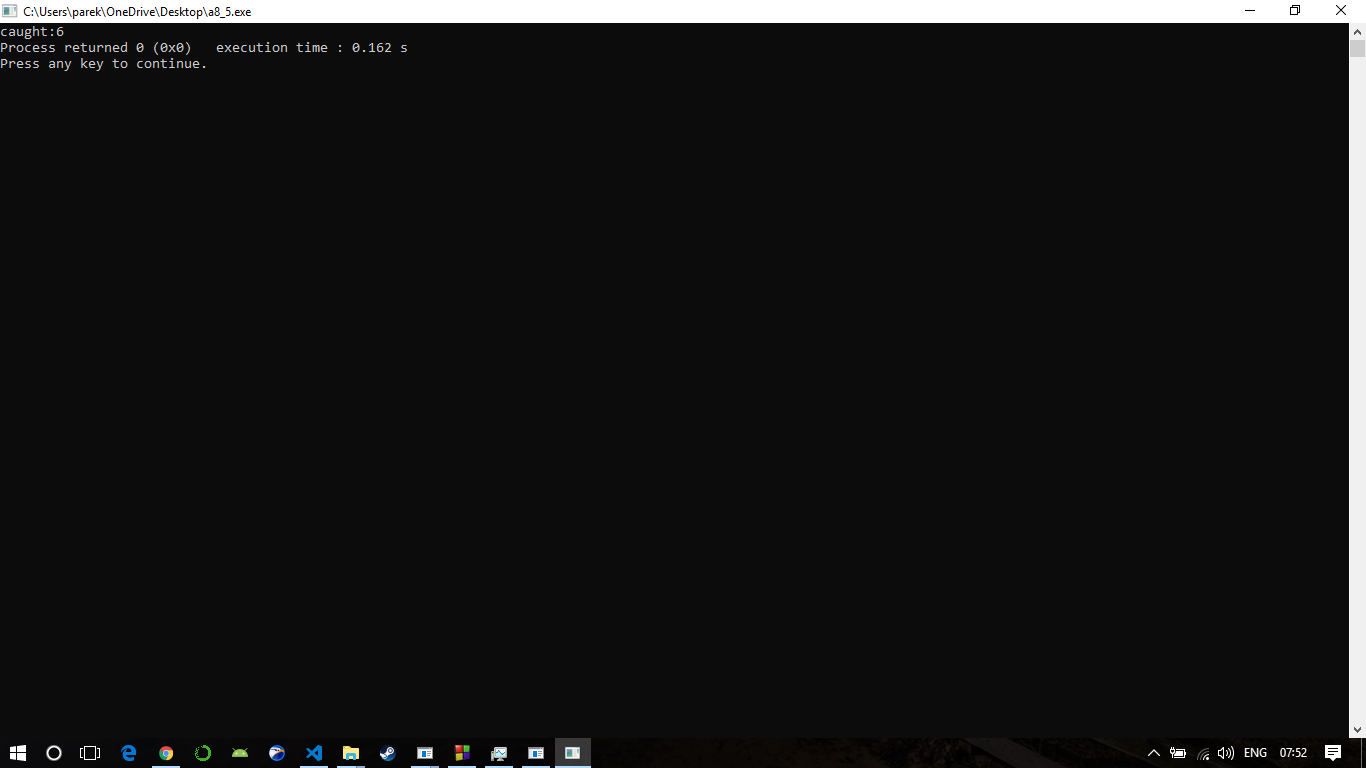 C:\Users\parek\OneDrive\Desktop\a8_5.exe
caught:6
Process returned 0 (0x0)   execution time : 0.162 s
Press any key to continue.
ENG
07:52